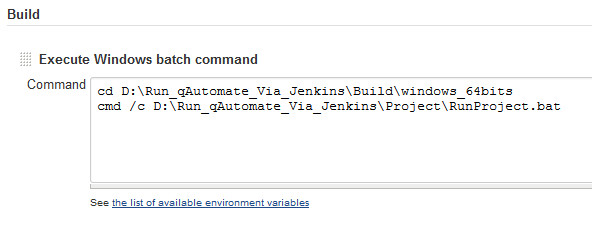 Build
Execute Windows batch command
Command
cd D:\Run_qAutomate_Via_Jenkins\Build\windows_64bits
cmd /c D:\Run_qAutomate_Via_Jenkins\Project\RunProject.bat
See the list of available environment variables